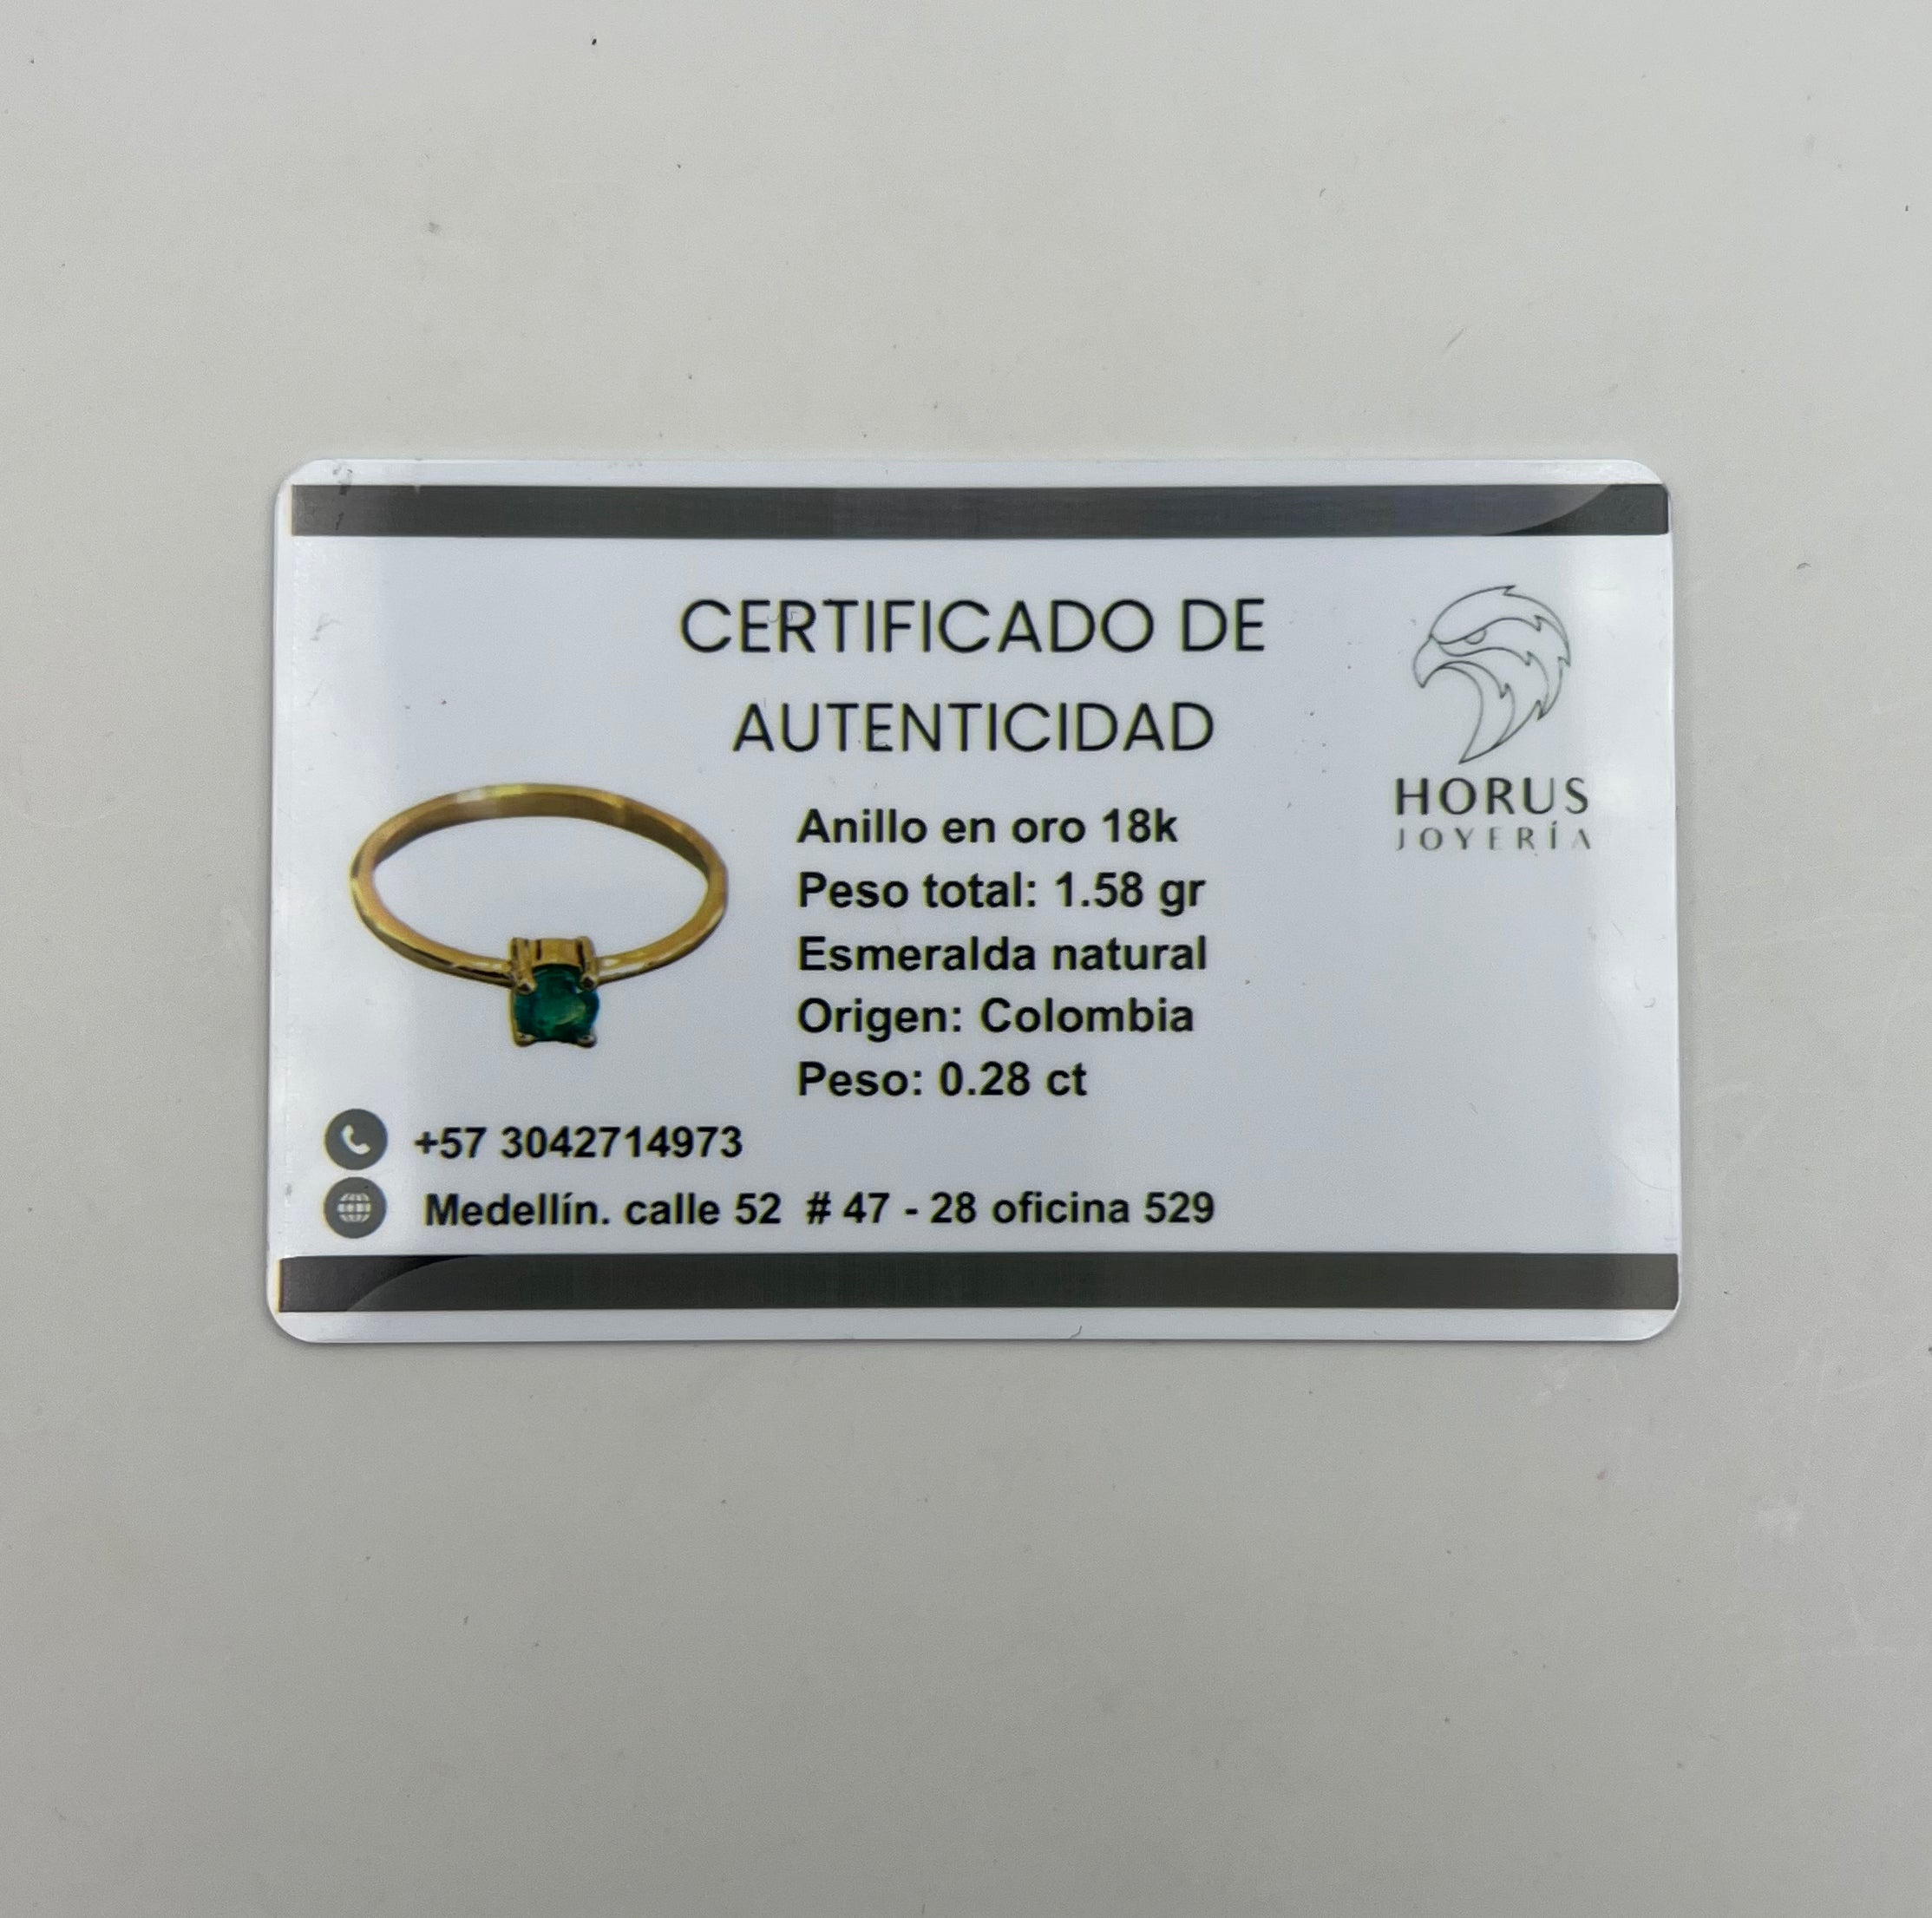 CERTIFICADO DE
AUTENTICIDAD
HORUS
JOYERÍA
Anillo en oro 18k
Peso total: 1.58 gr
Esmeralda natural
Origen: Colombia
Peso: 0.28 ct
+57 3042714973
Medellín. calle 52 # 47 - 28 oficina 529